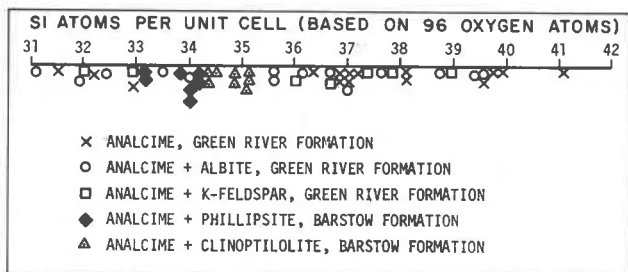 SI ATOMS PER UNIT CELL (BASED ON 96 OXYGEN ATOMS)
31 32 33 34 35 36 37 38 39 40 41 42
ANALCIME, GREEN RIVER FORMATION
ANALCIME + ALBITE, GREEN RIVER FORMATION
ANALCIME + K-FELDSPAR, GREEN RIVER FORMATION
ANALCIME + PHILLIPSITE, BARSTOW FORMATION
ANALCIME + CLINOPTILOLITE, BARSTOW FORMATION